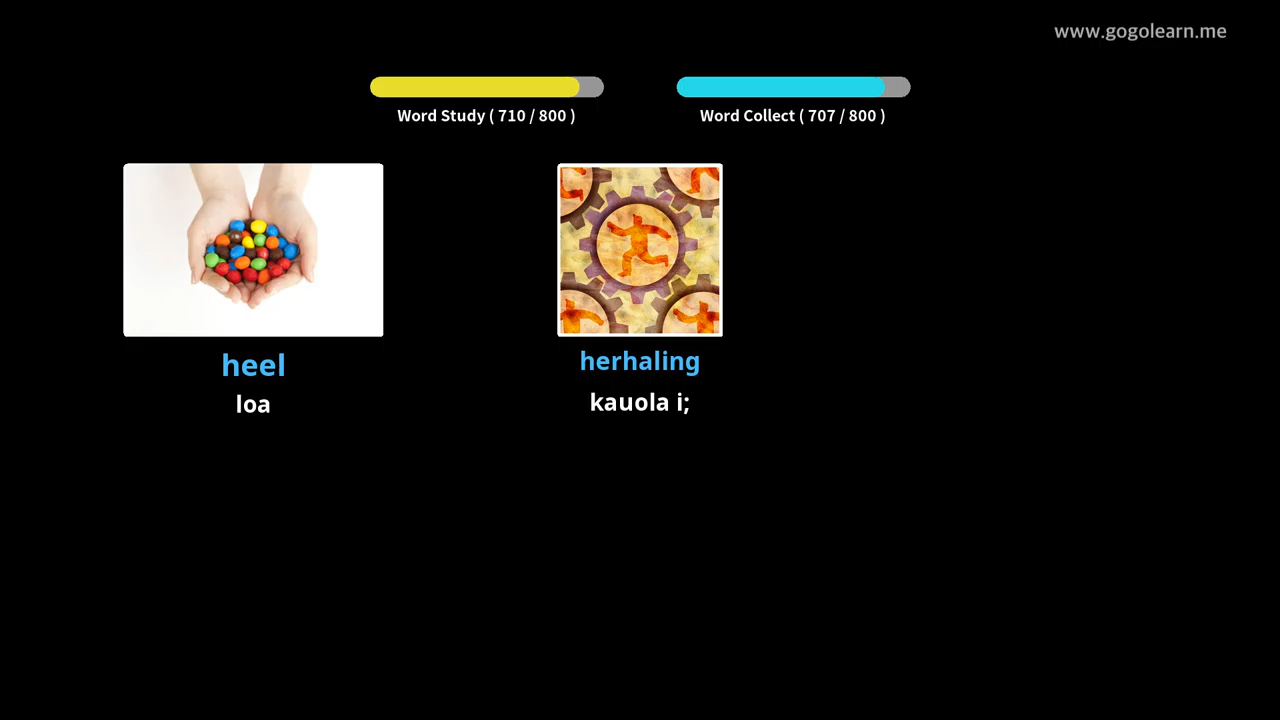 www.gogolearn.me
Word Study ( 710 / 800 )
Word Collect ( 707 / 800 )
heel
loa
herhaling
kauola i;